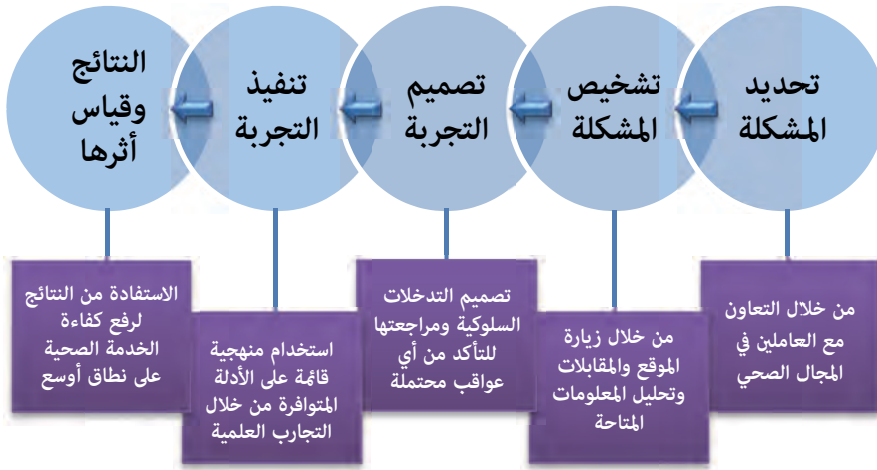 تحديد
المشكلة
تشخيص
المشكلة
تصميم
التجربة
تنفيذ
التجربة
النتائج
وقياس
أثرها
من خلال التعاون
مع العاملين في
المجال الصحي
من خلال زيارة
الموقع والمقابلات
وتحليل المعلومات
المتاحة
تصميم التدخلات
السلوكية ومراجعتها
للتأكد من أي
عواقب محتملة
استخدام منهجية
قائمة على الأدلة
المتوافرة من خلال
التجارب العلمية
الاستفادة من النتائج
لرفع كفاءة
الخدمة الصحية
على نطاق أوسع